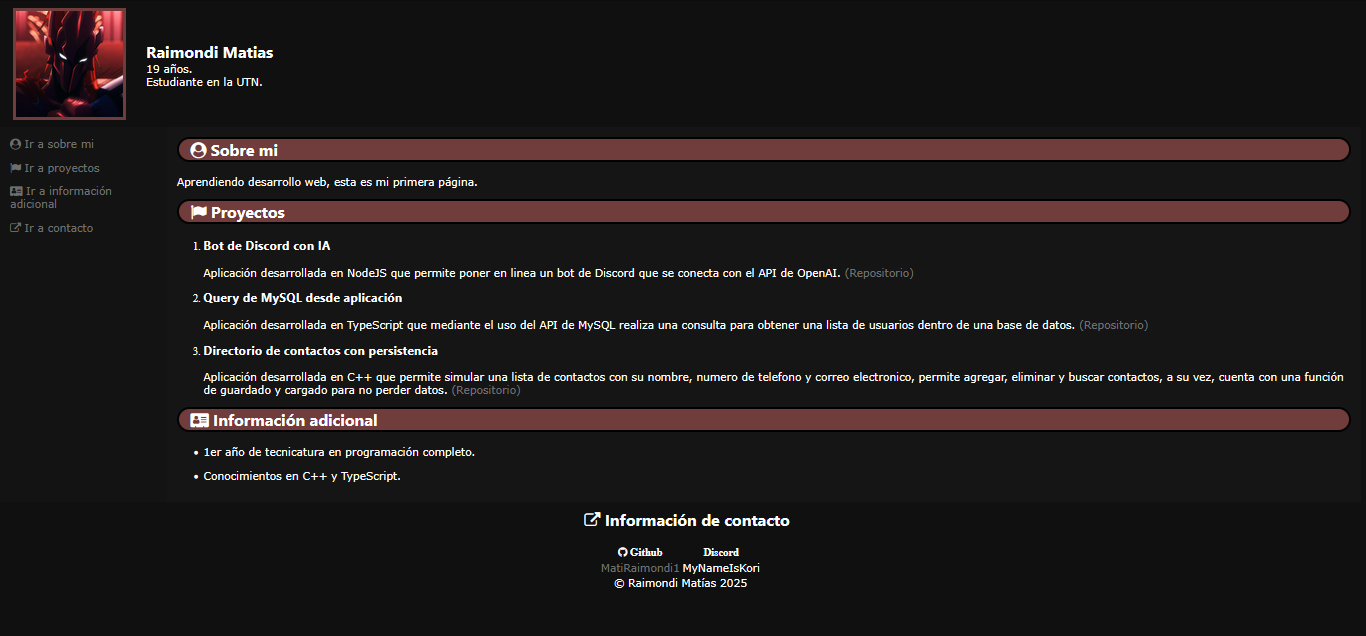 Raimondi Matias
19 años.
Estudiante en la UTN.
Ir a sobre mi
Ir a proyectos
Ir a información
adicional
Ir a contacto
Sobre mi
Aprendiendo desarrollo web, esta es mi primera página.
Proyectos
1. Bot de Discord con IA
Aplicación desarrollada en NodeJS que permite poner en linea un bot de Discord que se conecta con el API de OpenAI. (Repositorio)
2. Query de MySQL desde aplicación
Aplicación desarrollada en TypeScript que mediante el uso del API de MySQL realiza una consulta para obtener una lista de usuarios dentro de una base de datos. (Repositorio)
3. Directorio de contactos con persistencia
Aplicación desarrollada en C++ que permite simular una lista de contactos con su nombre, numero de telefono y correo electronico, permite agregar, eliminar y buscar contactos, a su vez, cuenta con una función
de guardado y cargado para no perder datos. (Repositorio)
Información adicional
• 1er año de tecnicatura en programación completo.
• Conocimientos en C++ y TypeScript.
Información de contacto
Github Discord
MatiRaimondi1 MyNameIsKori
© Raimondi Matías 2025